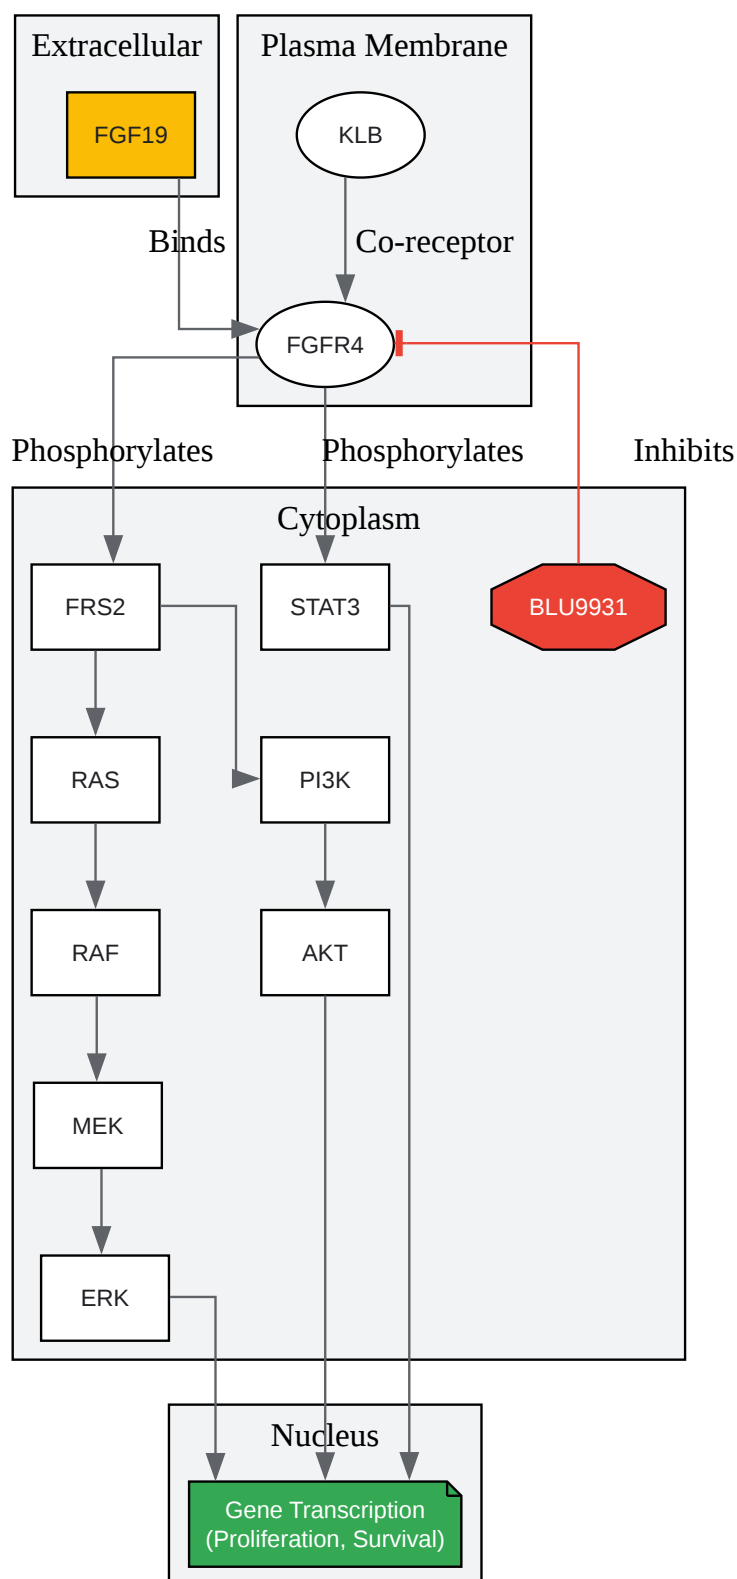 Extracellular
Plasma Membrane
FGF19
KLB
Binds
Co-receptor
FGFR4
Phosphorylates
Phosphorylates
Inhibits
Cytoplasm
FRS2
STAT3
BLU9931
RAS
PI3K
RAF
AKT
MEK
ERK
Nucleus
Gene Transcription
(Proliferation, Survival)